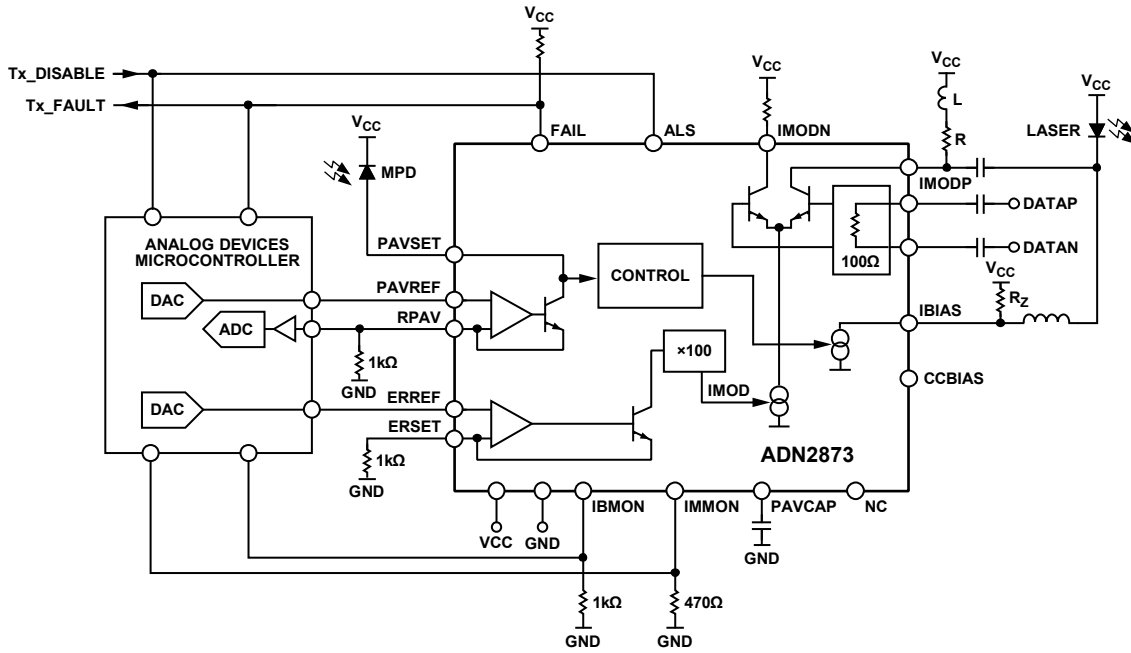 VCC
Tx_DISABLE
Tx_FAULT
VCC
L
R
VCC
LASER
VCC
FAIL
ALS
IMODN
VCC
MPD
IMODP
DATAP
DATAN
100Ω
ANALOG DEVICES
MICROCONTROLLER
PAVSET
CONTROL
DAC
PAVREF
ADC
RPAV
1kΩ
GND
VCC
RZ
IBIAS
×100
CCBIAS
IMOD
DAC
ERREF
ERSET
1kΩ
GND
ADN2873
IBMON
IMMON
PAVCAP
NC
VCC
GND
GND
1kΩ
470Ω
GND
GND